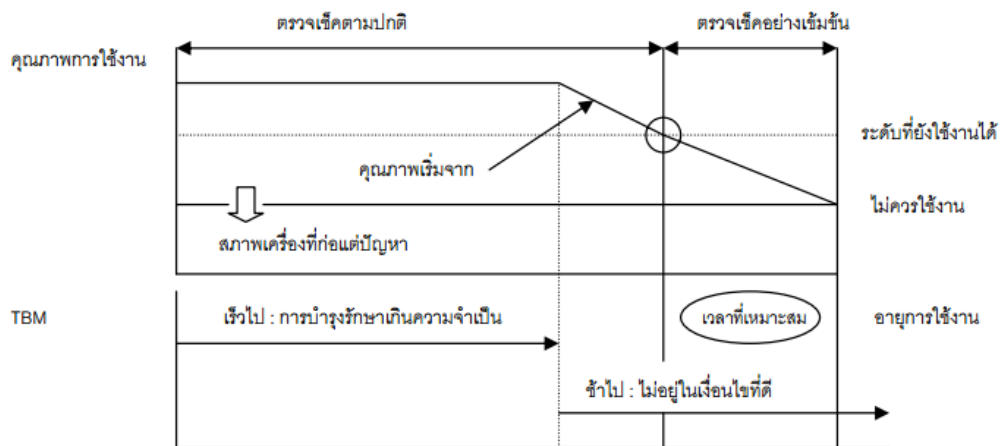 ตรวจเช็คตามปกติ
ตรวจเช็คอย่างเข้มข้น
คุณภาพการใช้งาน
ระดับที่ยังใช้งานได้
คุณภาพเริ่มจาก
ไม่ควรใช้งาน
สภาพเครื่องที่ก่อแต่ปัญหา
TBM
เร็วไป : การบำรุงรักษาเกินความจำเป็น
เวลาที่เหมาะสม
อายุการใช้งาน
ช้าไป : ไม่อยู่ในเงื่อนไขที่ดี